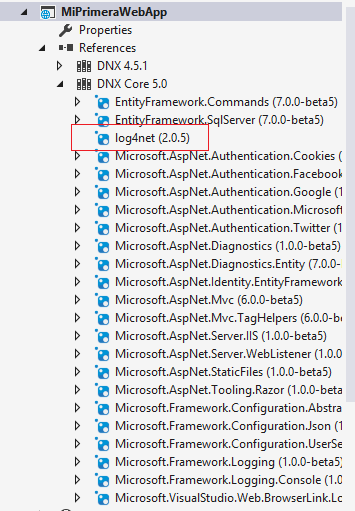 MiPrimeraWebApp
Properties
References
DNX 4.5.1
DNX Core 5.0
EntityFramework.Commands (7.0.0-beta5)
EntityFramework.SqlServer (7.0.0-beta5)
log4net (2.0.5)
Microsoft.AspNet.Authentication.Cookies (
Microsoft.AspNet.Authentication.Facebook
Microsoft.AspNet.Authentication.Google (
Microsoft.AspNet.Authentication.Microsoft
Microsoft.AspNet.Authentication.Twitter (1
Microsoft.AspNet.Diagnostics (1.0.0-beta5)
Microsoft.AspNet.Diagnostics.Entity (7.0.0-
Microsoft.AspNet.Identity.EntityFramework
Microsoft.AspNet.Mvc (6.0.0-beta5)
Microsoft.AspNet.Mvc.TagHelpers (6.0.0-b
Microsoft.AspNet.Server.IIS (1.0.0-beta5)
Microsoft.AspNet.Server.WebListener (1.0.
Microsoft.AspNet.StaticFiles (1.0.0-beta5)
Microsoft.AspNet.Tooling.Razor (1.0.0-bet
Microsoft.Framework.Configuration.Abstra
Microsoft.Framework.Configuration.Json (1
Microsoft.Framework.Configuration.UserSe
Microsoft.Framework.Logging (1.0.0-beta5)
Microsoft.Framework.Logging.Console (1.0
Microsoft.VisualStudio.Web.BrowserLink.Lo